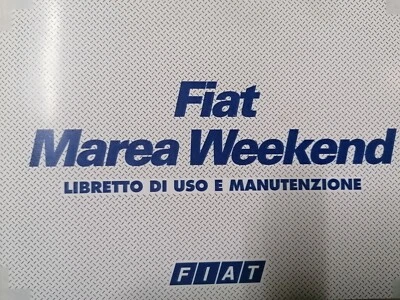 Fiat
Marea Weekend
LIBRETTO DI USO E MANUTENZIONE
FIAT